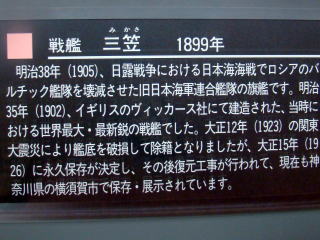 みかさ
戦艦 三笠 1899年
明治38年（1905）、日露戦争における日本海海戦でロシアのバ
ルチック艦隊を壊滅させた旧日本海軍連合艦隊の旗艦です。明治
35年（1902）、イギリスのヴィッカース社にて建造された、当時に
おける世界最大・最新鋭の戦艦でした。大正12年（1923）の関東
大震災により艦底を破損して除籍となりましたが、大正15年（19
26）に永久保存が決定し、その後復元工事が行われて、現在も神
奈川県の横須賀市で保存・展示されています。